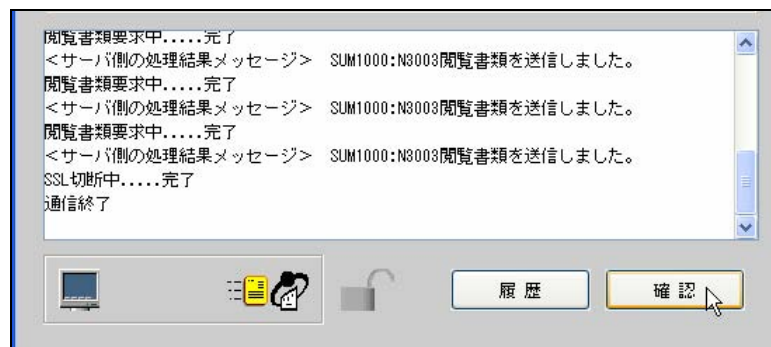 閲覧書類要求中.....完了
<サーバ側の処理結果メッセージ>　SUM1000:N3003閲覧書類を送信しました。
閲覧書類要求中.....完了
<サーバ側の処理結果メッセージ>　SUM1000:N3003閲覧書類を送信しました。
閲覧書類要求中.....完了
<サーバ側の処理結果メッセージ>　SUM1000:N3003閲覧書類を送信しました。
SSL切断中.....完了
通信終了
履 歴
確 認